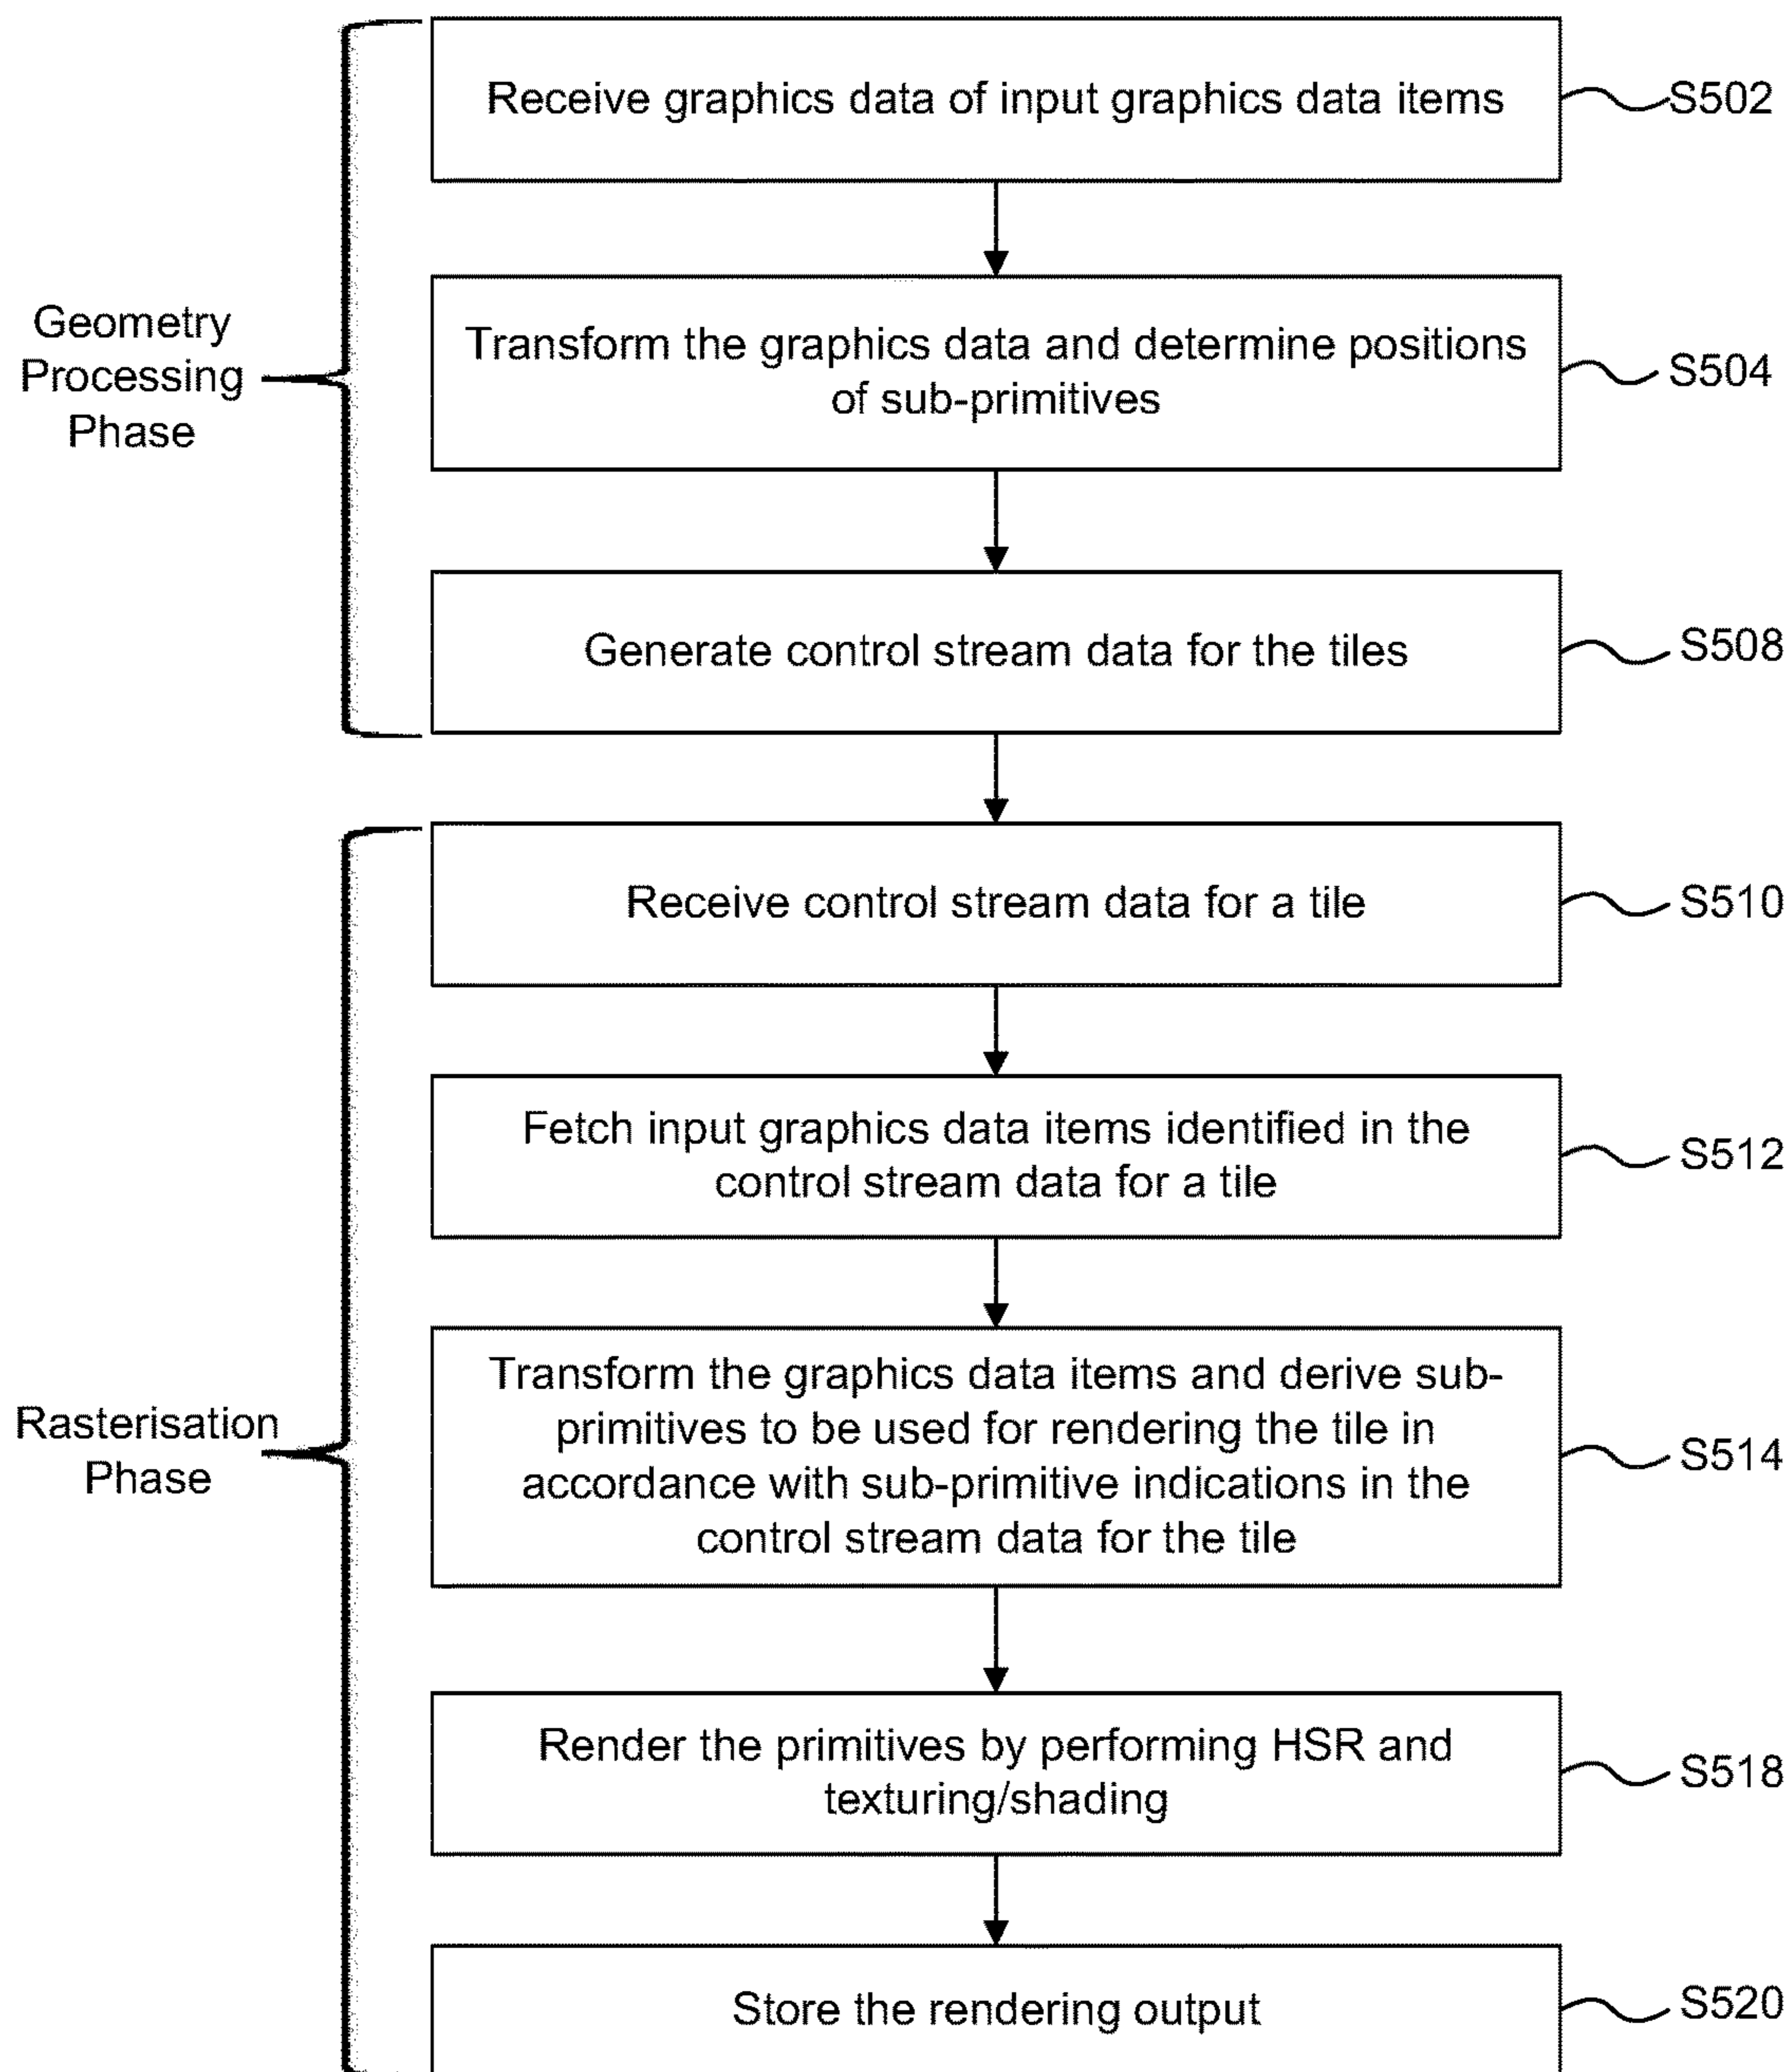 Receive graphics data of input graphics data items
S502
Geometry
Processing
Phase
Transform the graphics data and determine positions
of sub-primitives
S504
Generate control stream data for the tiles
S508
Receive control stream data for a tile
S510
Fetch input graphics data items identified in the
control stream data for a tile
S512
Rasterisation
Phase
Transform the graphics data items and derive sub-
primitives to be used for rendering the tile in
accordance with sub-primitive indications in the
control stream data for the tile
S514
Render the primitives by performing HSR and
texturing/shading
S518
Store the rendering output
S520